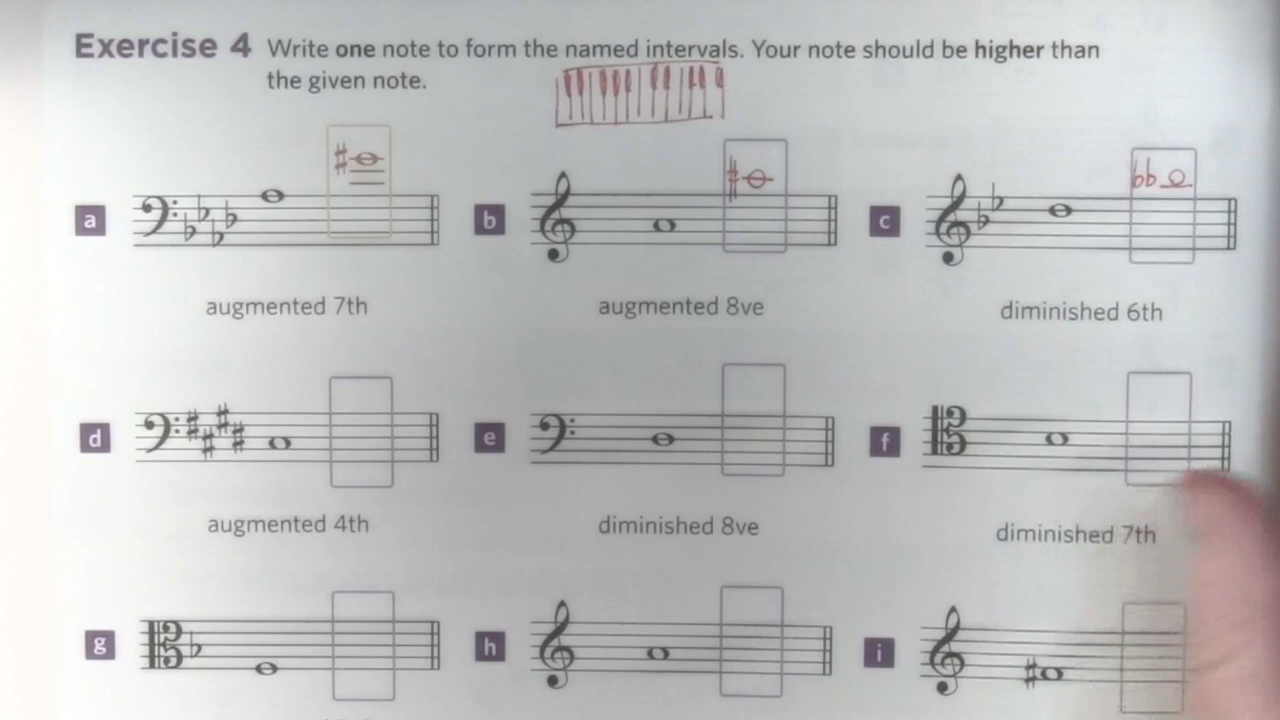 Exercise 4 Write one note to form the named intervals. Your note should be higher than
the given note.
a
b
c
augmented 7th
augmented 8ve
diminished 6th
d
e
f
augmented 4th
diminished 8ve
diminished 7th
g
h
i